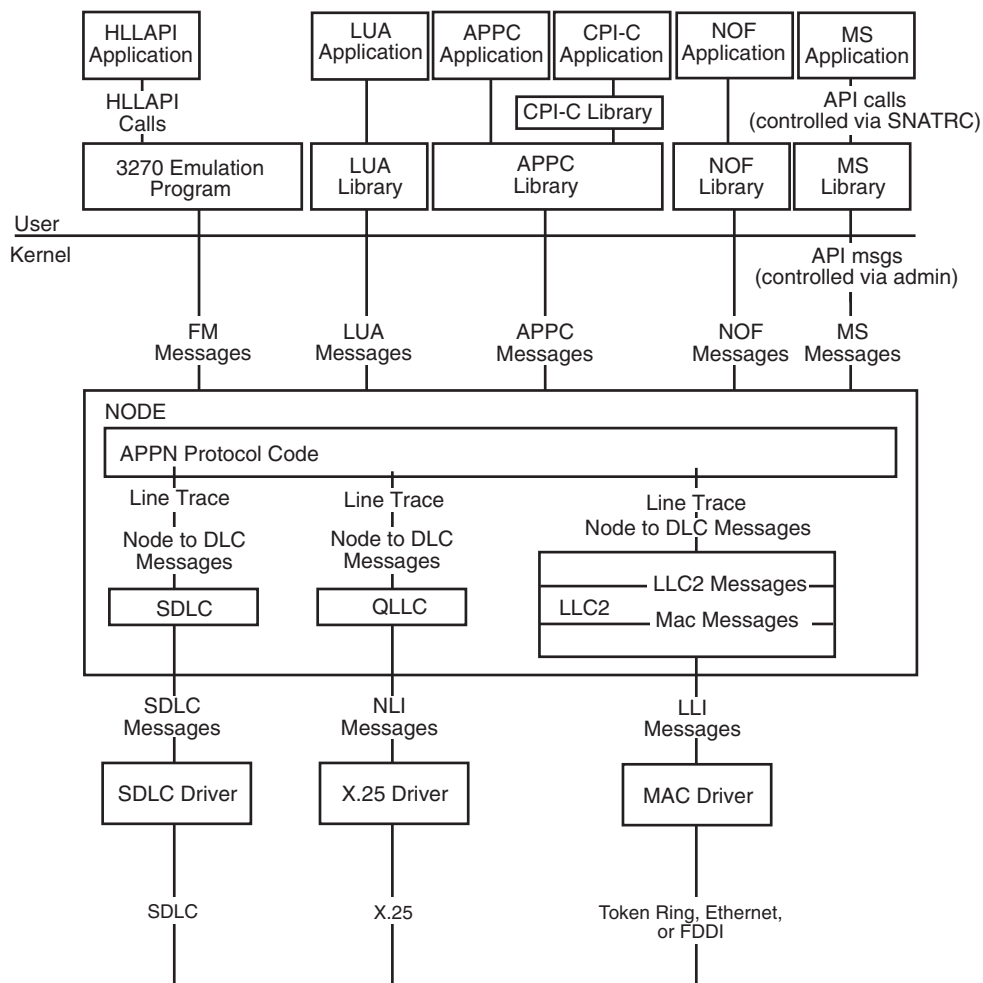 HLLAPI
Application
LUA
Application
APPC
Application
CPI-C
Application
NOF
Application
MS
Application
HLLAPI
Calls
CPI-C Library
API calls
(controlled via SNATRC)
3270 Emulation
Program
LUA
Library
APPC
Library
NOF
Library
MS
Library
User
Kernel
API msgs
(controlled via admin)
FM
Messages
LUA
Messages
APPC
Messages
NOF
Messages
MS
Messages
NODE
APPN Protocol Code
Line Trace
Node to DLC
Messages
SDLC
Line Trace
Node to DLC
Messages
QLLC
Line Trace
Node to DLC Messages
LLC2 Messages
LLC2
Mac Messages
SDLC
Messages
NLI
Messages
LLI
Messages
SDLC Driver
X.25 Driver
MAC Driver
SDLC
X.25
Token Ring, Ethernet,
or FDDI